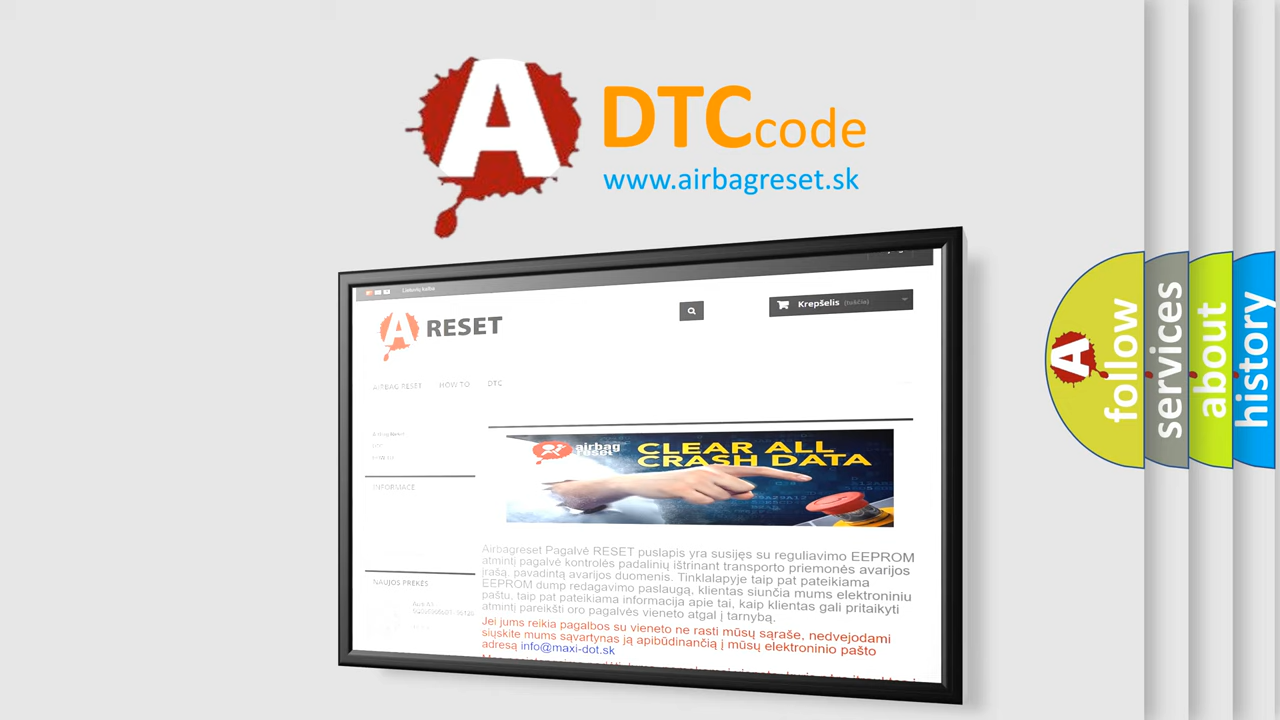 A
DTCcode
www.airbagreset.sk
Lietuvių kalba
A RESET
Krepšelis (tuščia)
AIRBAG RESET HOW TO DTC
airbag
reset
CLEAR ALL
CRASH DATA
INFORMACE
Airbagreset Pagalvė RESET puslapis yra susijęs su reguliavimo EEPROM
atmintį pagalvė kontrolės padalinių ištrinant transporto priemonės avarijos
įrašą, pavadintą avarijos duomenis. Tinklalapyje taip pat pateikiama
EEPROM dump redagavimo paslaugą, klientas siunčia mums elektroniniu
paštu, taip pat pateikiama informacija apie tai, kaip klientas gali pritaikyti
atmintį pareikšti oro pagalvės vieneto atgal į tarnybą.
NAUJOS PREKĖS
Jei jums reikia pagalbos su vieneto ne rasti mūsų sąraše, nedvejodami
siųskite mums sąvartynas ją apibūdinančią į mūsų elektroninio pašto
adresą info@maxi-dot.sk
A
follow
services
about
history